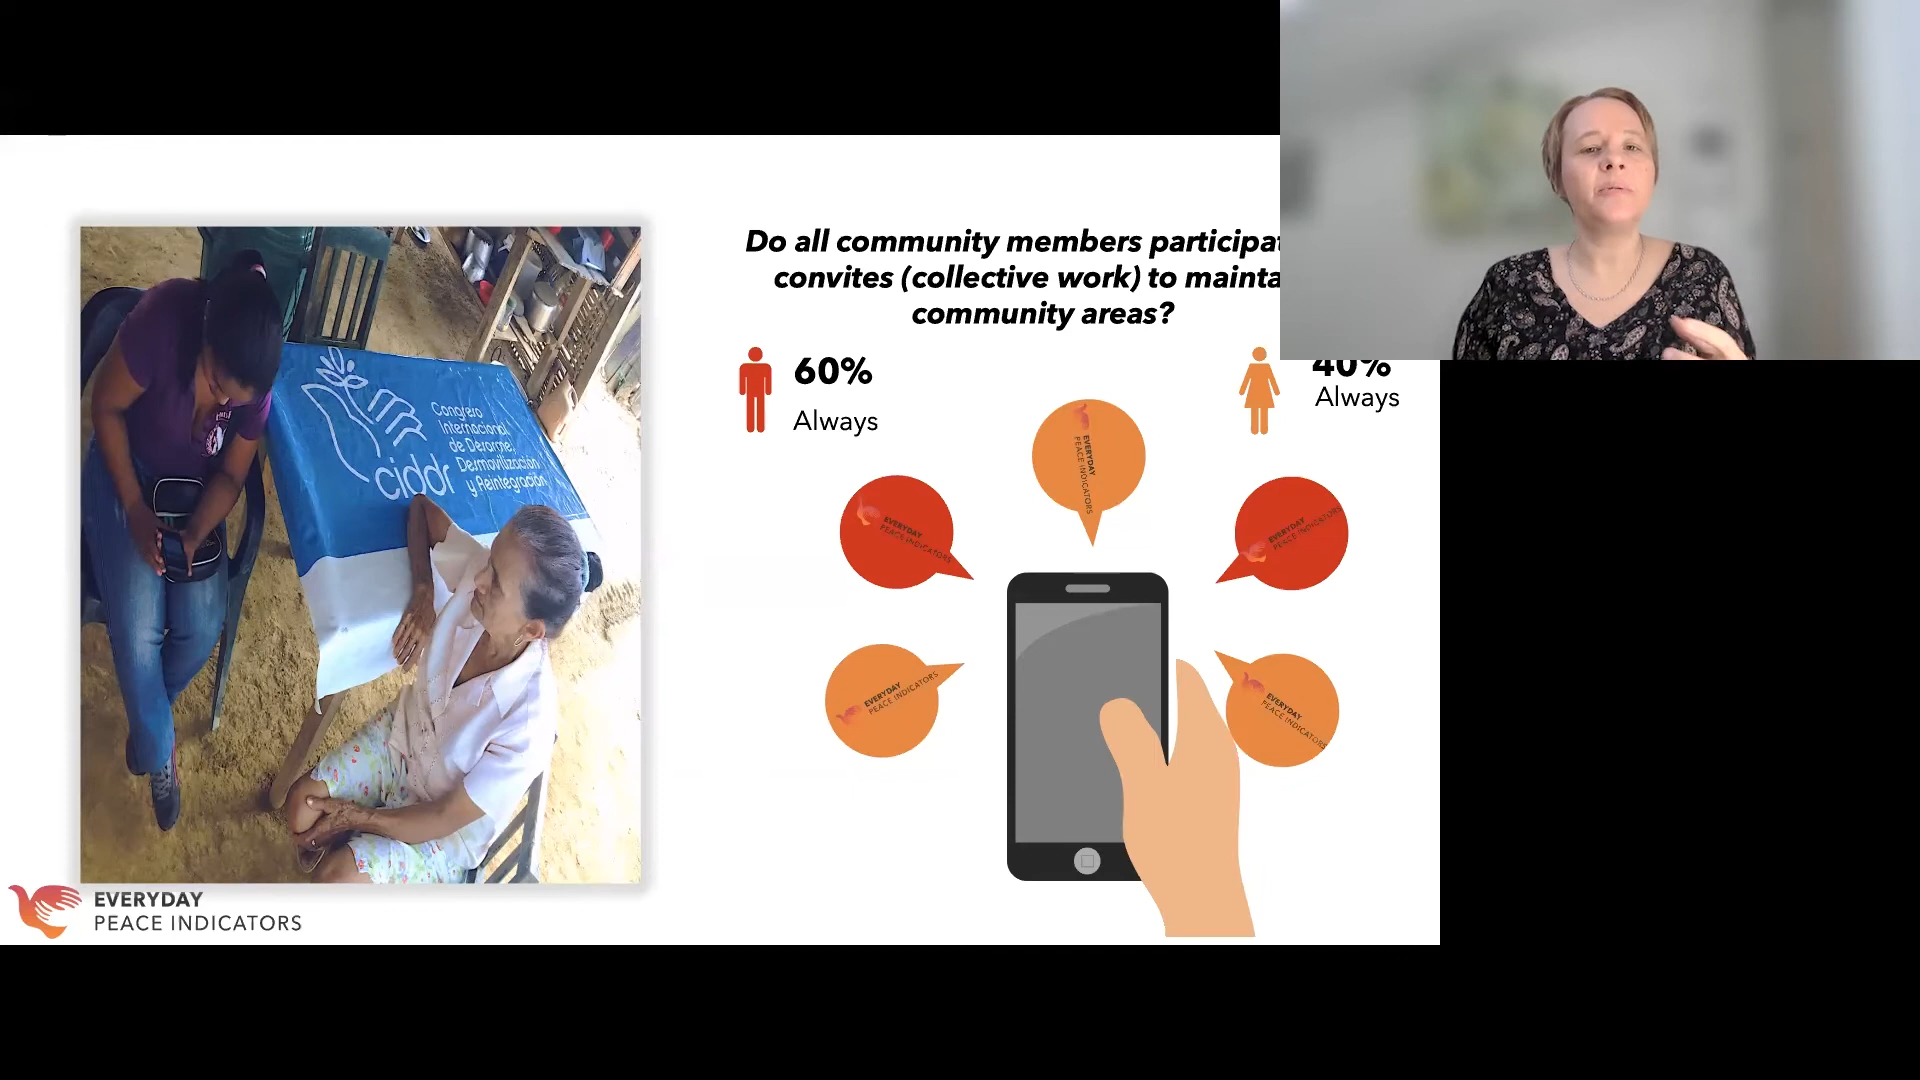 Do all community members participat
convites (collective work) to mainta
community areas?
60%
Always
40%
Always
Congreso
Internacional
de Desarme,
Desmovilización
y Reintegración
ciddr
EVERYDAY
PEACE INDICATORS
EVERYDAY
PEACE INDICATORS
EVERYDAY
PEACE INDICATORS
EVERYDAY
PEACE INDICATORS
EVERYDAY
PEACE INDICATORS
EVERYDAY
PEACE INDICATORS